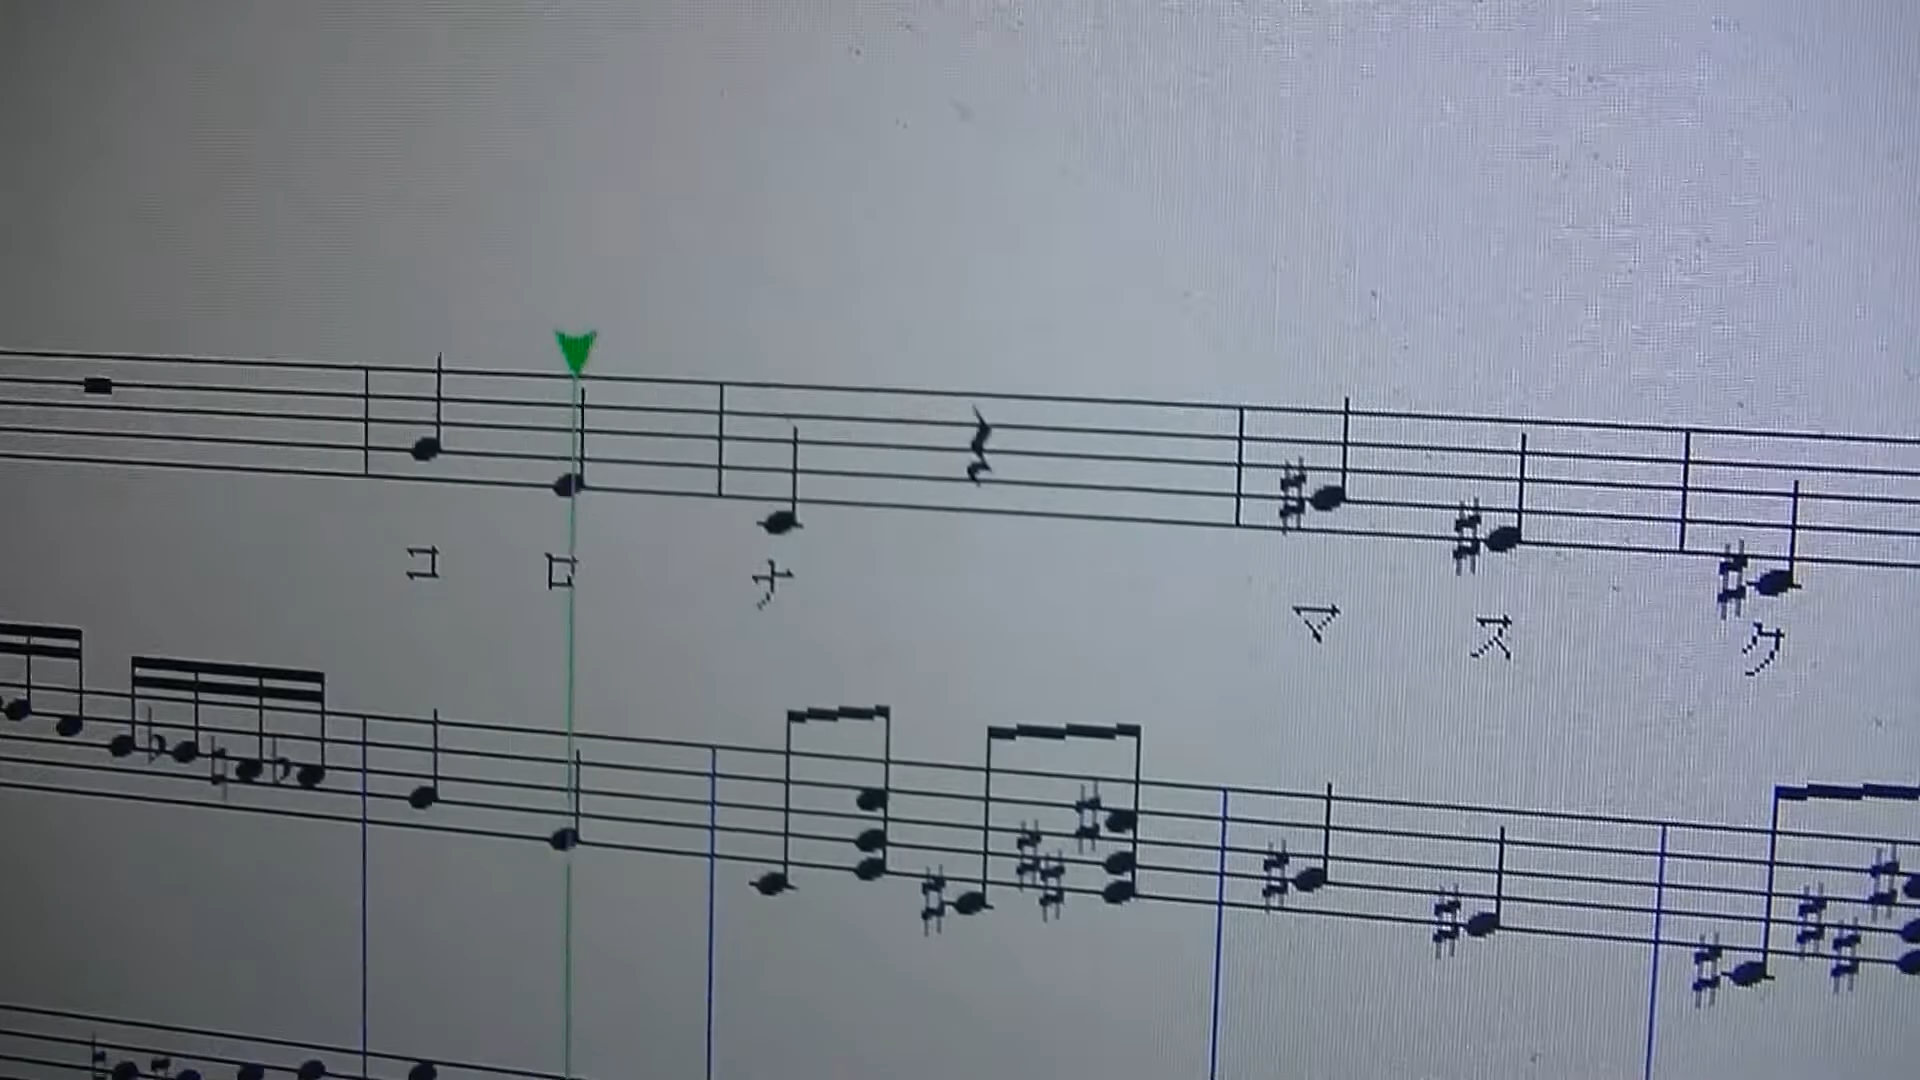 コ ロ ナ マ ス ク